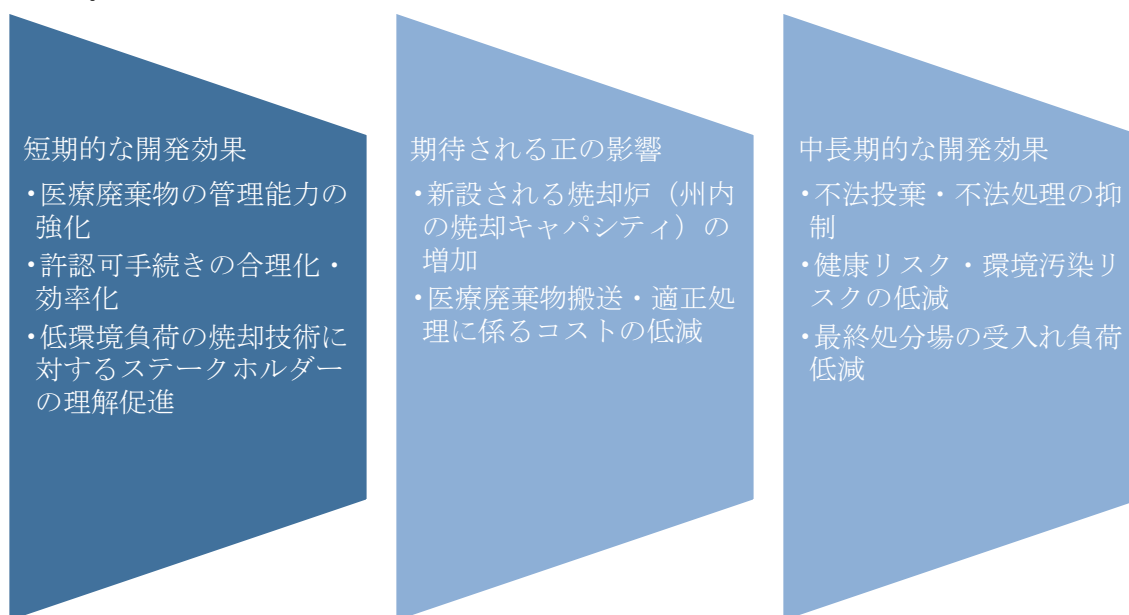 短期的な開発効果
・医療廃棄物の管理能力の
強化
・許認可手続きの合理化・
効率化
・低環境負荷の焼却技術に
対するステークホルダー
の理解促進
期待される正の影響
・新設される焼却炉（州内
の焼却キャパシティ）の
増加
・医療廃棄物搬送・適正処
理に係るコストの低減
中長期的な開発効果
・不法投棄・不法処理の抑
制
・健康リスク・環境汚染リ
スクの低減
・最終処分場の受入れ負荷
低減